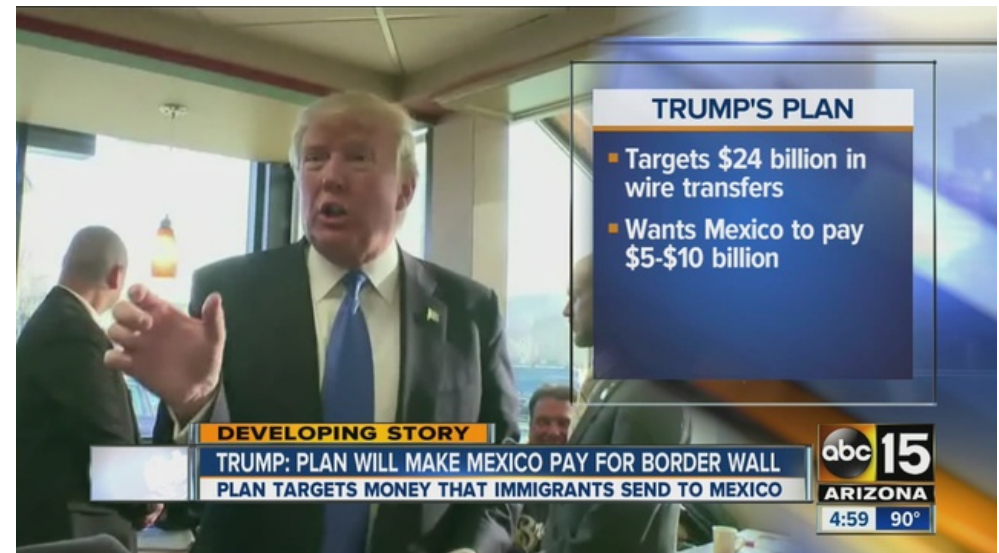 TRUMP'S PLAN
Targets $24 billion in
wire transfers
Wants Mexico to pay
$5-$10 billion
DEVELOPING STORY
TRUMP: PLAN WILL MAKE MEXICO PAY FOR BORDER WALL
PLAN TARGETS MONEY THAT IMMIGRANTS SEND TO MEXICO
abc 15
ARIZONA
4:59 90°